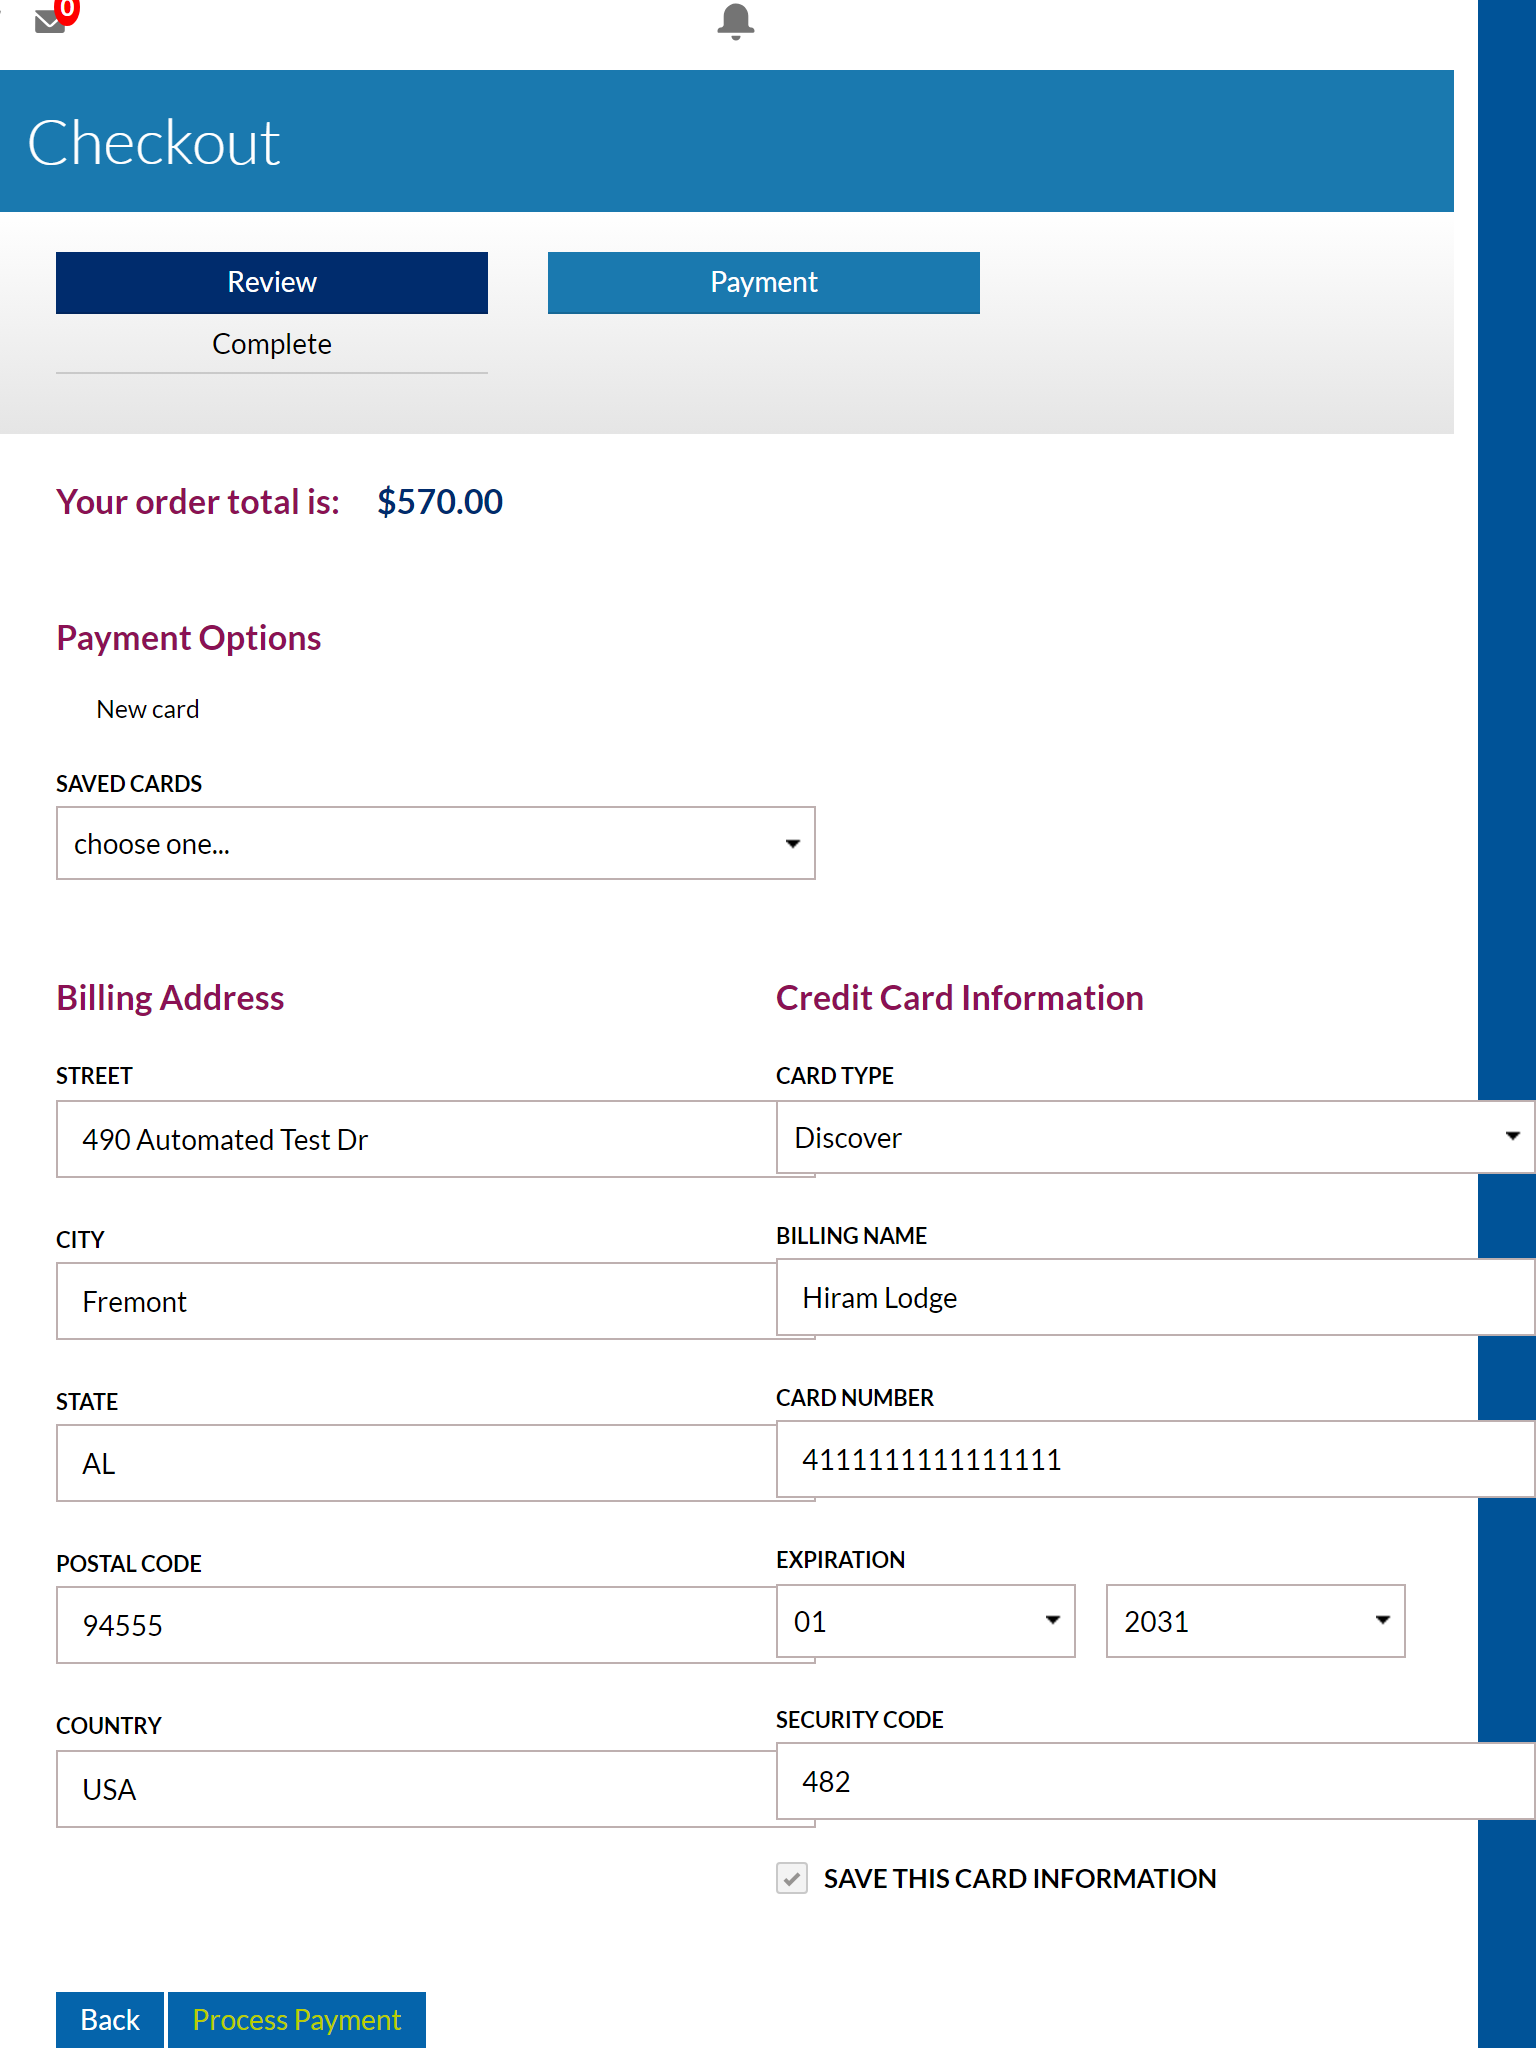 0
Checkout
Review
Payment
Complete
Your order total is: $570.00
Payment Options
New card
SAVED CARDS
choose one...
Billing Address
STREET
490 Automated Test Dr
CITY
Fremont
STATE
AL
POSTAL CODE
94555
COUNTRY
USA
Credit Card Information
CARD TYPE
Discover
BILLING NAME
Hiram Lodge
CARD NUMBER
4111111111111111
EXPIRATION
01 2031
SECURITY CODE
482
SAVE THIS CARD INFORMATION
Back
Process Payment